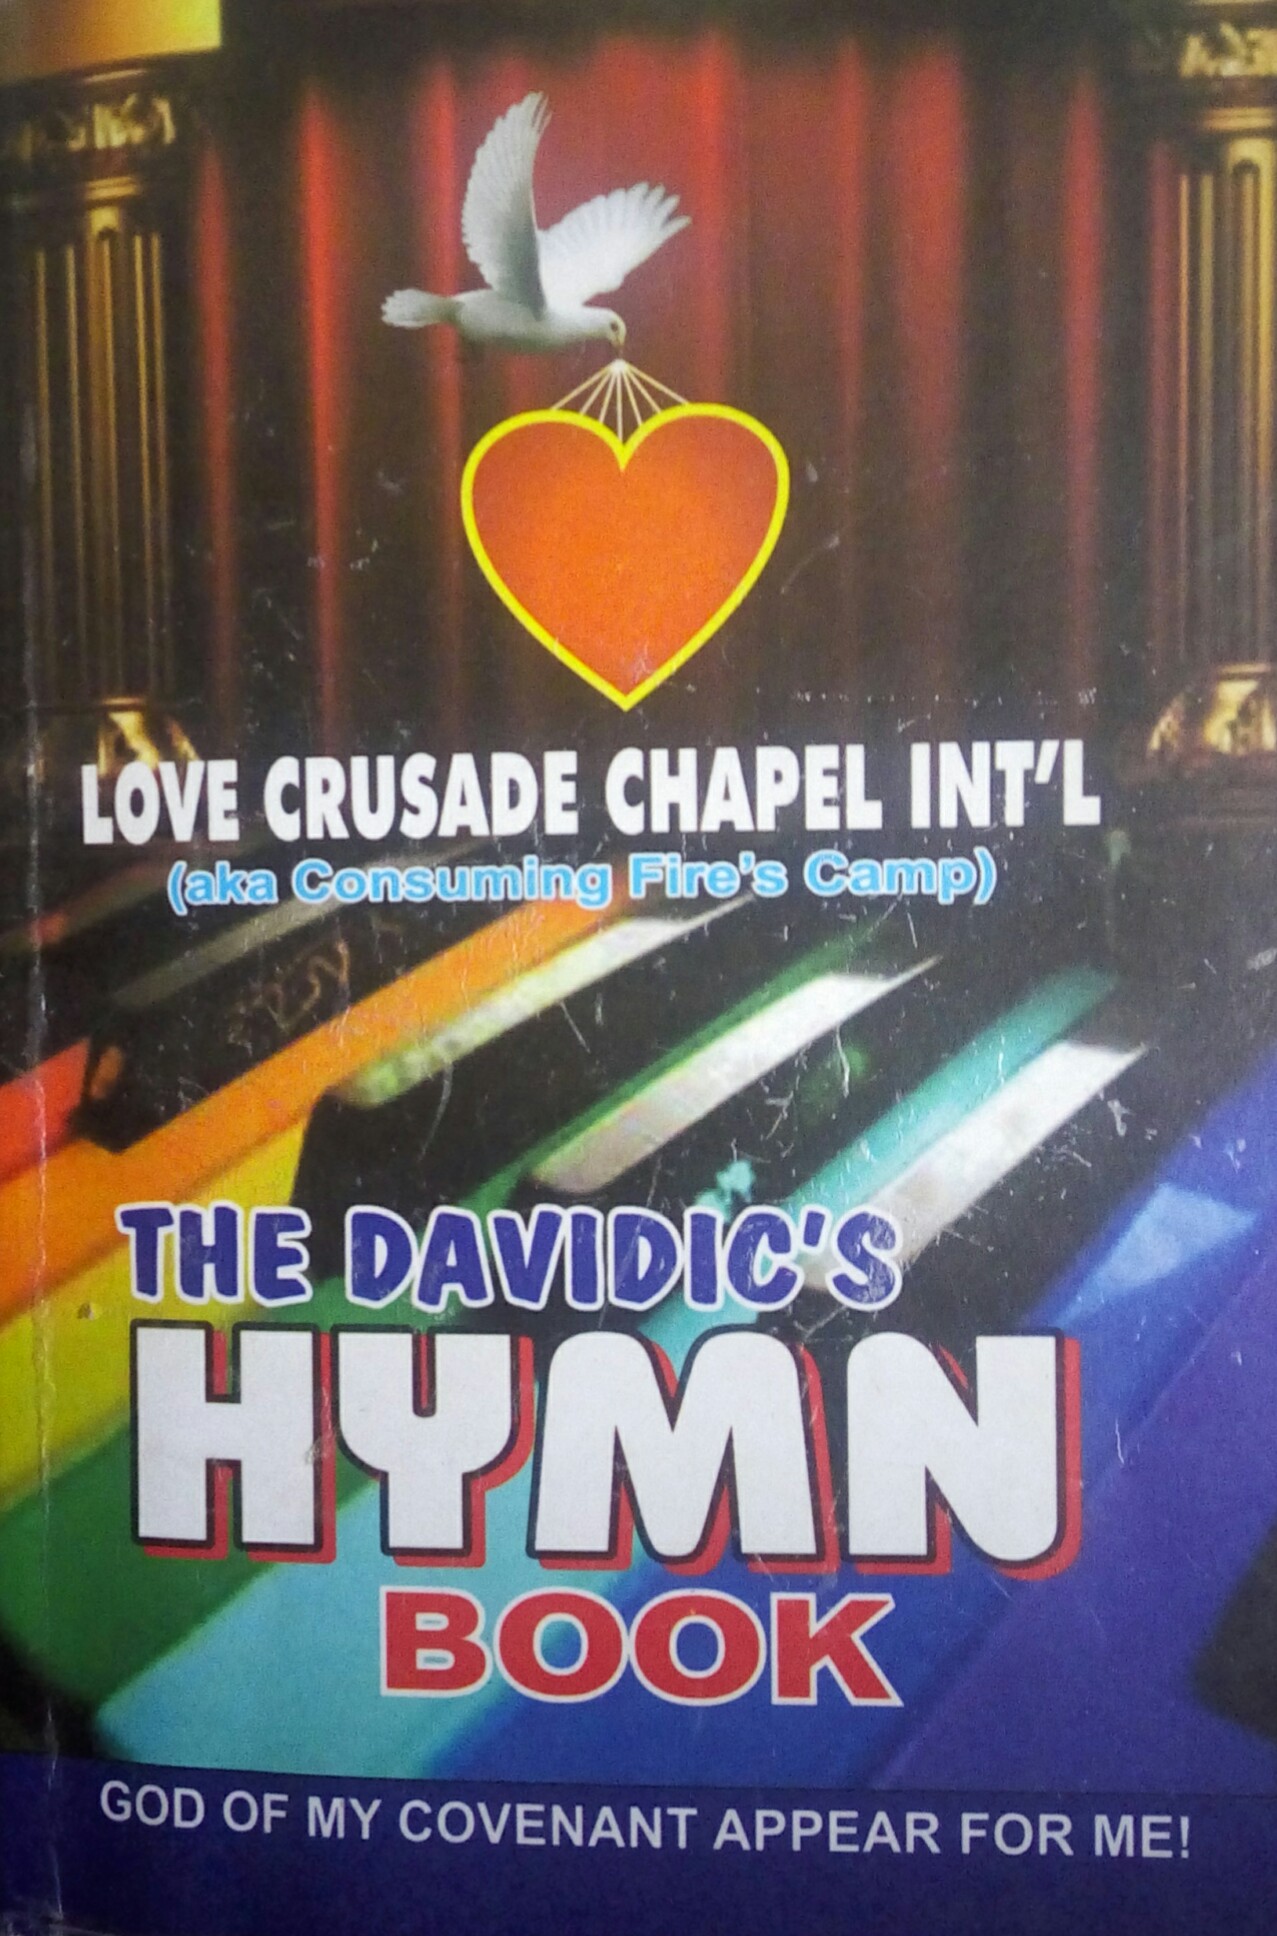 LOVE CRUSADE CHAPEL INT'L
(aka Consuming Fire's Camp)
THE DAVIDIC'S
HYMN
BOOK
GOD OF MY COVENANT APPEAR FOR ME!